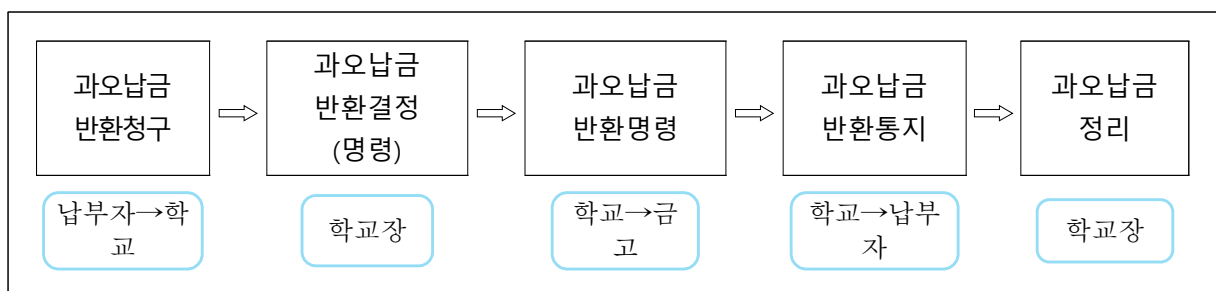 과오납금
반환청구
과오납금
반환결정
(명령)
과오납금
반환명령
과오납금
반환통지
과오납금
정리
납부자→학
교
학교장
학교→금
고
학교→납부
자
학교장